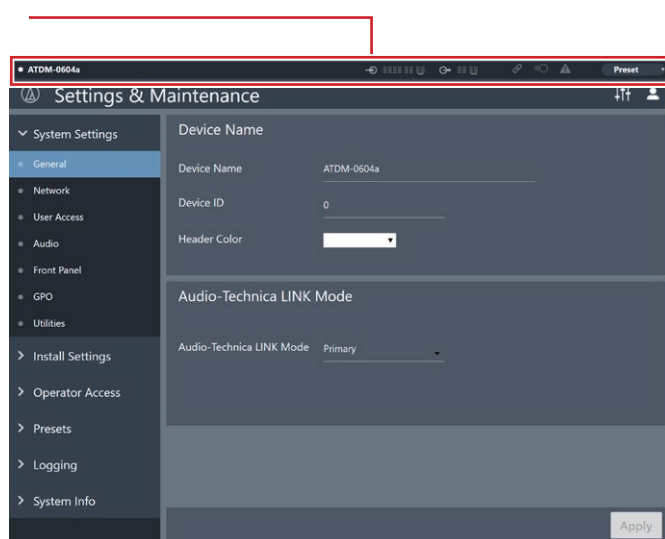 ATDM-0604a
Preset
Settings & Maintenance
System Settings
General
Network
User Access
Audio
Front Panel
GPO
Utilities
Install Settings
Operator Access
Presets
Logging
System Info
Device Name
Device Name ATDM-0604a
Device ID 0
Header Color
Audio-Technica LINK Mode
Audio-Technica LINK Mode Primary
Apply